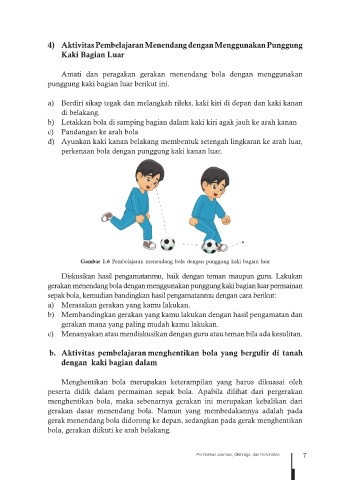 4) Aktivitas Pembelajaran Menendang dengan Menggunakan Punggung
Kaki Bagian Luar
Amati dan peragakan gerakan menendang bola dengan menggunakan
punggung kaki bagian luar berikut ini.
a) Berdiri sikap tegak dan melangkah rileks, kaki kiri di depan dan kaki kanan
di belakang.
b) Letakkan bola di samping bagian dalam kaki kiri agak jauh ke arah kanan
c) Pandangan ke arah bola
d) Ayunkan kaki kanan belakang membentuk setengah lingkaran ke arah luar,
perkenaan bola dengan punggung kaki kanan luar.
Gambar 1.6 Pembelajaran menendang bola dengan punggung kaki bagian luar
Diskusikan hasil pengamatanmu, baik dengan teman maupun guru. Lakukan
gerakan menendang bola dengan menggunakan punggung kaki bagian luar permainan
sepak bola, kemudian bandingkan hasil pengamatanmu dengan cara berikut:
a) Merasakan gerakan yang kamu lakukan.
b) Membandingkan gerakan yang kamu lakukan dengan hasil pengamatan dan
gerakan mana yang paling mudah kamu lakukan.
c) Menanyakan atau mendiskusikan dengan guru atau teman bila ada kesulitan.
b. Aktivitas pembelajaran menghentikan bola yang bergulir di tanah
dengan kaki bagian dalam
Menghentikan bola merupakan keterampilan yang harus dikuasai oleh
peserta didik dalam permainan sepak bola. Apabila dilihat dari pergerakan
menghentikan bola, maka sebenarnya gerakan ini merupakan kebalikan dari
gerakan dasar menendang bola. Namun yang membedakannya adalah pada
gerak menendang bola didorong ke depan, sedangkan pada gerak menghentikan
bola, gerakan diikuti ke arah belakang.
Pendidikan Jasmani, Olahraga, dan Kesehatan 7